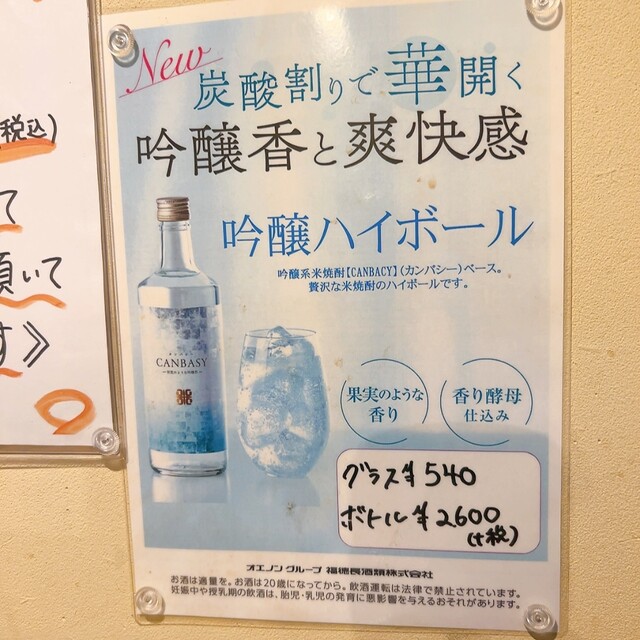 税込)
て
頂いて
す》
New
炭酸割りで華開く
吟醸香と爽快感
吟醸ハイボール
吟醸系米焼酎【CANBACY】(カンバシー)ベース。
贅沢な米焼酎のハイボールです。
CANBASY
果実のような
香り
香り酵母
仕込み
グラス¥540
ボトル¥2600
(+税)
オエノングループ 福徳長酒類株式会社
お酒は適量を。お酒は20歳になってから。飲酒運転は法律で禁止されています。
妊娠中や授乳期の飲酒は、胎児・乳児の発育に悪影響を与えるおそれがあります。